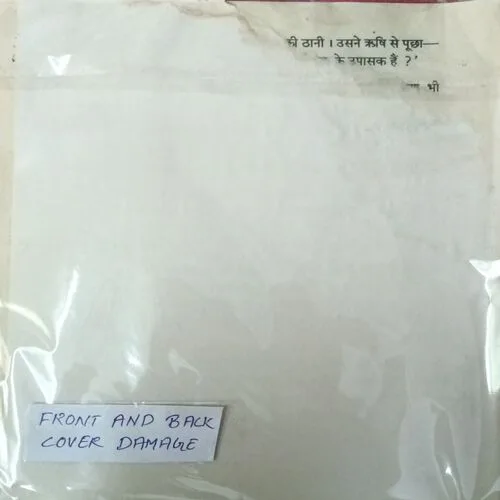 की ठानी । उसने ऋषि से पूछा—
के उपासक हैं ?'
भी
FRONT AND BACK
COVER DAMAGE